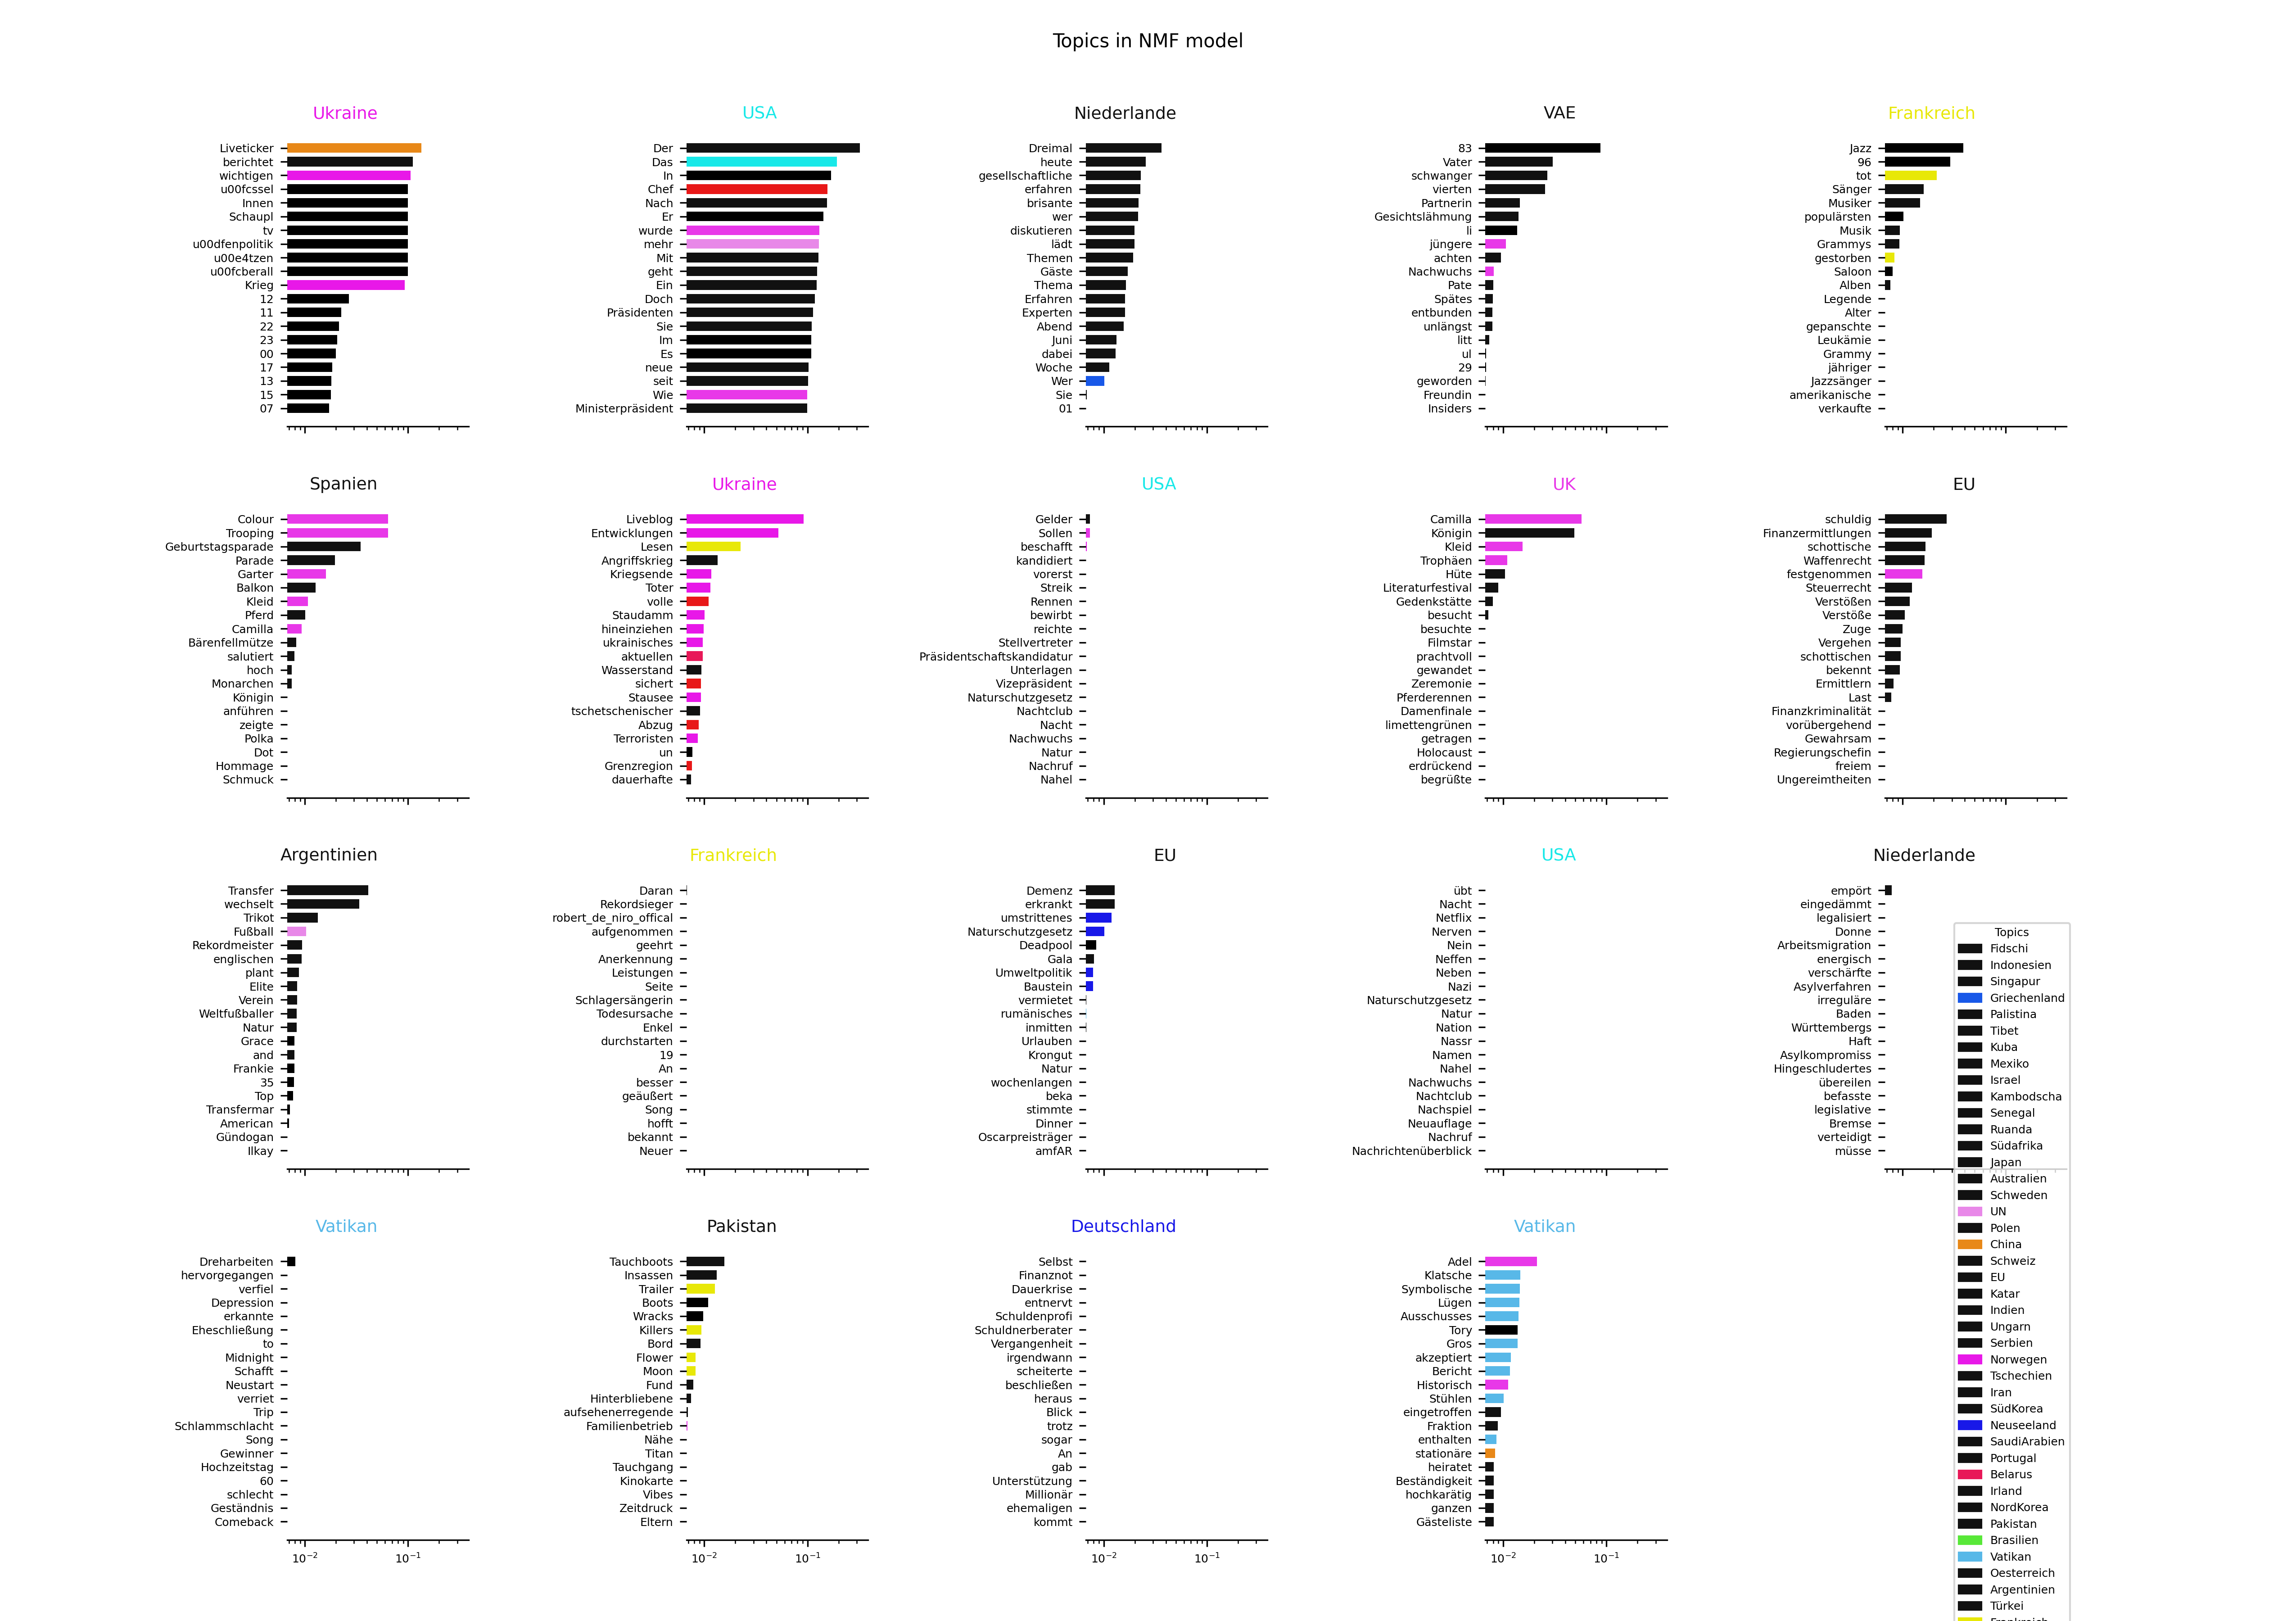 Topics in NMF model
Ukraine
Liveticker
berichtet
wichtigen
u00fcssel
Innen
Schaupl
tv
u00dfenpolitik
u00e4tzen
u00fcberall
Krieg
12
11
22
23
00
17
13
15
07
USA
Der
Das
In
Chef
Nach
Er
wurde
mehr
Mit
geht
Ein
Doch
Präsidenten
Sie
Im
Es
neue
seit
Wie
Ministerpräsident
Niederlande
Dreimal
heute
gesellschaftliche
erfahren
brisante
wer
diskutieren
lädt
Themen
Gäste
Thema
Erfahren
Experten
Abend
Juni
dabei
Woche
Wer
Sie
01
VAE
83
Vater
schwanger
vierten
Partnerin
Gesichtslähmung
li
jüngere
achten
Nachwuchs
Pate
Spätes
entbunden
unlängst
litt
ul
29
geworden
Freundin
Insiders
Frankreich
Jazz
96
tot
Sänger
Musiker
populärsten
Musik
Grammys
gestorben
Saloon
Alben
Legende
Alter
gepanschte
Leukämie
Grammy
jähriger
Jazzsänger
amerikanische
verkaufte
Spanien
Colour
Trooping
Geburtstagsparade
Parade
Garter
Balkon
Kleid
Pferd
Camilla
Bärenfellmütze
salutiert
hoch
Monarchen
Königin
anführen
zeigte
Polka
Dot
Hommage
Schmuck
Ukraine
Liveblog
Entwicklungen
Lesen
Angriffskrieg
Kriegsende
Toter
volle
Staudamm
hineinziehen
ukrainisches
aktuellen
Wasserstand
sichert
Stausee
tschetschenischer
Abzug
Terroristen
un
Grenzregion
dauerhafte
USA
Gelder
Sollen
beschafft
kandidiert
vorerst
Streik
Rennen
bewirbt
reichte
Stellvertreter
Präsidentschaftskandidatur
Unterlagen
Vizepräsident
Naturschutzgesetz
Nachtclub
Nacht
Nachwuchs
Natur
Nachruf
Nahel
UK
Camilla
Königin
Kleid
Trophäen
Hüte
Literaturfestival
Gedenkstätte
besucht
besuchte
Filmstar
prachtvoll
gewandet
Zeremonie
Pferderennen
Damenfinale
limettengrünen
getragen
Holocaust
erdrückend
begrüßte
EU
schuldig
Finanzermittlungen
schottische
Waffenrecht
festgenommen
Steuerrecht
Verstößen
Verstöße
Zuge
Vergehen
schottischen
bekennt
Ermittlern
Last
Finanzkriminalität
vorübergehend
Gewahrsam
Regierungschefin
freiem
Ungereimtheiten
Argentinien
Transfer
wechselt
Trikot
Fußball
Rekordmeister
englischen
plant
Elite
Verein
Weltfußballer
Natur
Grace
and
Frankie
35
Top
Transfermar
American
Gündogan
Ilkay
Frankreich
Daran
Rekordsieger
robert_de_niro_offical
aufgenommen
geehrt
Anerkennung
Leistungen
Seite
Schlagersängerin
Todesursache
Enkel
durchstarten
19
An
besser
geäußert
Song
hofft
bekannt
Neuer
EU
Demenz
erkrankt
umstrittenes
Naturschutzgesetz
Deadpool
Gala
Umweltpolitik
Baustein
vermietet
rumänisches
inmitten
Urlauben
Krongut
Natur
wochenlangen
beka
stimmte
Dinner
Oscarpreisträger
amfAR
USA
übt
Nacht
Netflix
Nerven
Nein
Neffen
Neben
Nazi
Naturschutzgesetz
Natur
Nation
Nassr
Namen
Nahel
Nachwuchs
Nachtclub
Nachspiel
Neuauflage
Nachruf
Nachrichtenüberblick
Niederlande
empört
eingedämmt
legalisiert
Donne
Arbeitsmigration
energisch
verschärfte
Asylverfahren
irreguläre
Baden
Württembergs
Haft
Asylkompromiss
Hingeschludertes
übereilen
befasste
legislative
Bremse
verteidigt
müsse
Vatikan
Dreharbeiten
hervorgegangen
verfiel
Depression
erkannte
Eheschließung
to
Midnight
Schafft
Neustart
verriet
Trip
Schlammschlacht
Song
Gewinner
Hochzeitstag
60
schlecht
Geständnis
Comeback
10−2
10−1
Pakistan
Tauchboots
Insassen
Trailer
Boots
Wracks
Killers
Bord
Flower
Moon
Fund
Hinterbliebene
aufsehenerregende
Familienbetrieb
Nähe
Titan
Tauchgang
Kinokarte
Vibes
Zeitdruck
Eltern
10−2
10−1
Deutschland
Selbst
Finanznot
Dauerkrise
entnervt
Schuldenprofi
Schuldnerberater
Vergangenheit
irgendwann
scheiterte
beschließen
heraus
Blick
trotz
sogar
An
gab
Unterstützung
Millionär
ehemaligen
kommt
10−2
10−1
Vatikan
Adel
Klatsche
Symbolische
Lügen
Ausschusses
Tory
Gros
akzeptiert
Bericht
Historisch
Stühlen
eingetroffen
Fraktion
enthalten
stationäre
heiratet
Beständigkeit
hochkarätig
ganzen
Gästeliste
10−2
10−1
Topics
Fidschi
Indonesien
Singapur
Griechenland
Palistina
Tibet
Kuba
Mexiko
Israel
Kambodscha
Senegal
Ruanda
Südafrika
Japan
Australien
Schweden
UN
Polen
China
Schweiz
EU
Katar
Indien
Ungarn
Serbien
Norwegen
Tschechien
Iran
SüdKorea
Neuseeland
SaudiArabien
Portugal
Belarus
Irland
NordKorea
Pakistan
Brasilien
Vatikan
Oesterreich
Argentinien
Türkei